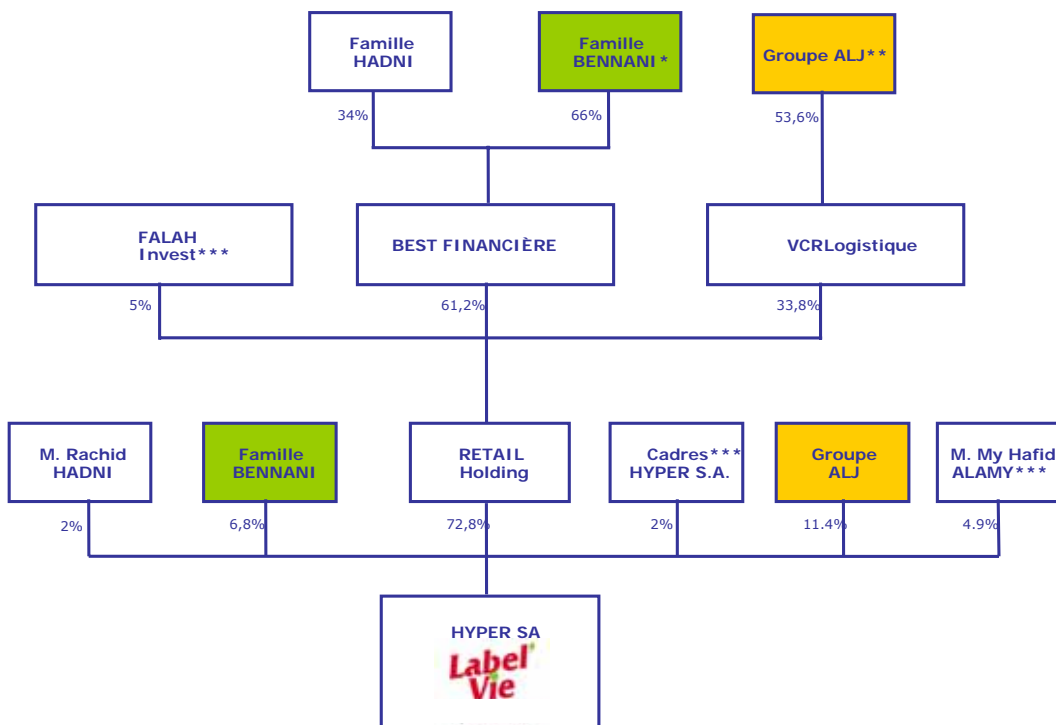 Famille
HADNI
Famille
BENNANI*
Groupe ALJ**
34%
66%
53,6%
FALAH
Invest***
BEST FINANCIÈRE
VCRLogistique
5%
61,2%
33,8%
M. Rachid
HADNI
Famille
BENNANI
RETAIL
Holding
Cadres***
HYPER S.A.
Groupe
ALJ
M. My Hafid
ALAMY***
2%
6,8%
72,8%
2%
11.4%
4.9%
HYPER SA
Label'
Vie